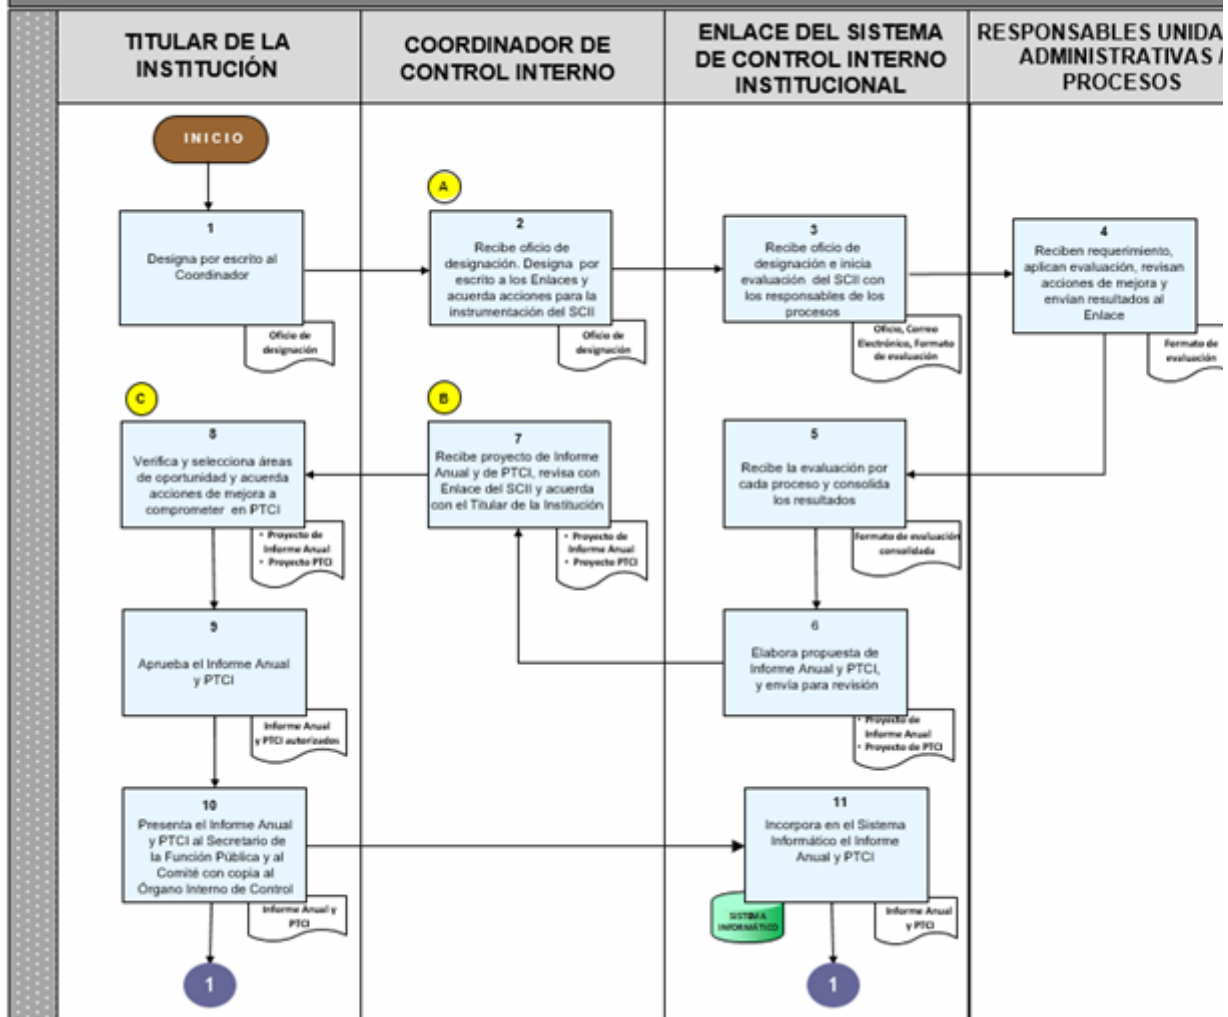 TITULAR DE LA
INSTITUCIÓN
COORDINADOR DE
CONTROL INTERNO
ENLACE DEL SISTEMA
DE CONTROL INTERNO
INSTITUCIONAL
RESPONSABLES UNIDA
ADMINISTRATIVAS /
PROCESOS
INICIO
A
1
Designa por escrito al
Coordinador
Oficio de
designación
2
Recibe oficio de
designación. Designa por
escrito a los Enlaces y
acuerda acciones para la
instrumentación del SCII
Oficio de
designación
3
Recibe oficio de
designación e inicia
evaluación del SCII con
los responsables de los
procesos
Oficio, Correo
Electrónico, Formato
de evaluación
4
Reciben requerimiento,
aplican evaluación, revisan
acciones de mejora y
envían resultados al
Enlace
Formato de
evaluación
C
8
Verifica y selecciona áreas
de oportunidad y acuerda
acciones de mejora a
comprometer en PTCI
• Proyecto de
Informe Anual
• Proyecto PTCI
B
7
Recibe proyecto de Informe
Anual y de PTCI, revisa con
Enlace del SCII y acuerda
con el Titular de la Institución
• Proyecto de
Informe Anual
• Proyecto PTCI
5
Recibe la evaluación por
cada proceso y consolida
los resultados
Formato de evaluación
consolidada
9
Aprueba el Informe Anual
y PTCI
Informe Anual
y PTCI autorizados
6
Elabora propuesta de
Informe Anual y PTCI,
y envía para revisión
• Proyecto de
Informe Anual
• Proyecto de PTCI
10
Presenta el Informe Anual
y PTCI al Secretario de
la Función Pública y al
Comité con copia al
Órgano Interno de Control
Informe Anual y
PTCI
11
Incorpora en el Sistema
Informático el Informe
Anual y PTCI
SISTEMA
INFORMÁTICO
Informe Anual
y PTCI
1
1